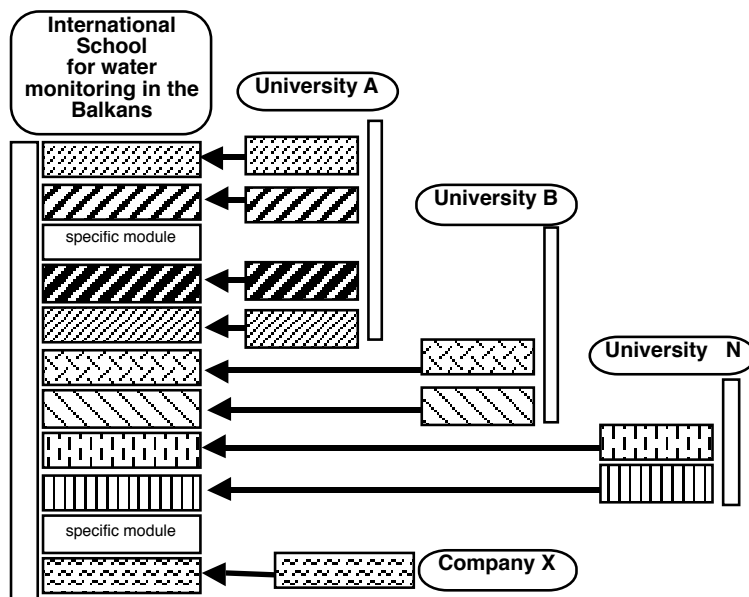 International
School
for water
monitoring in the
Balkans
University A
University B
specific module
University N
specific module
Company X